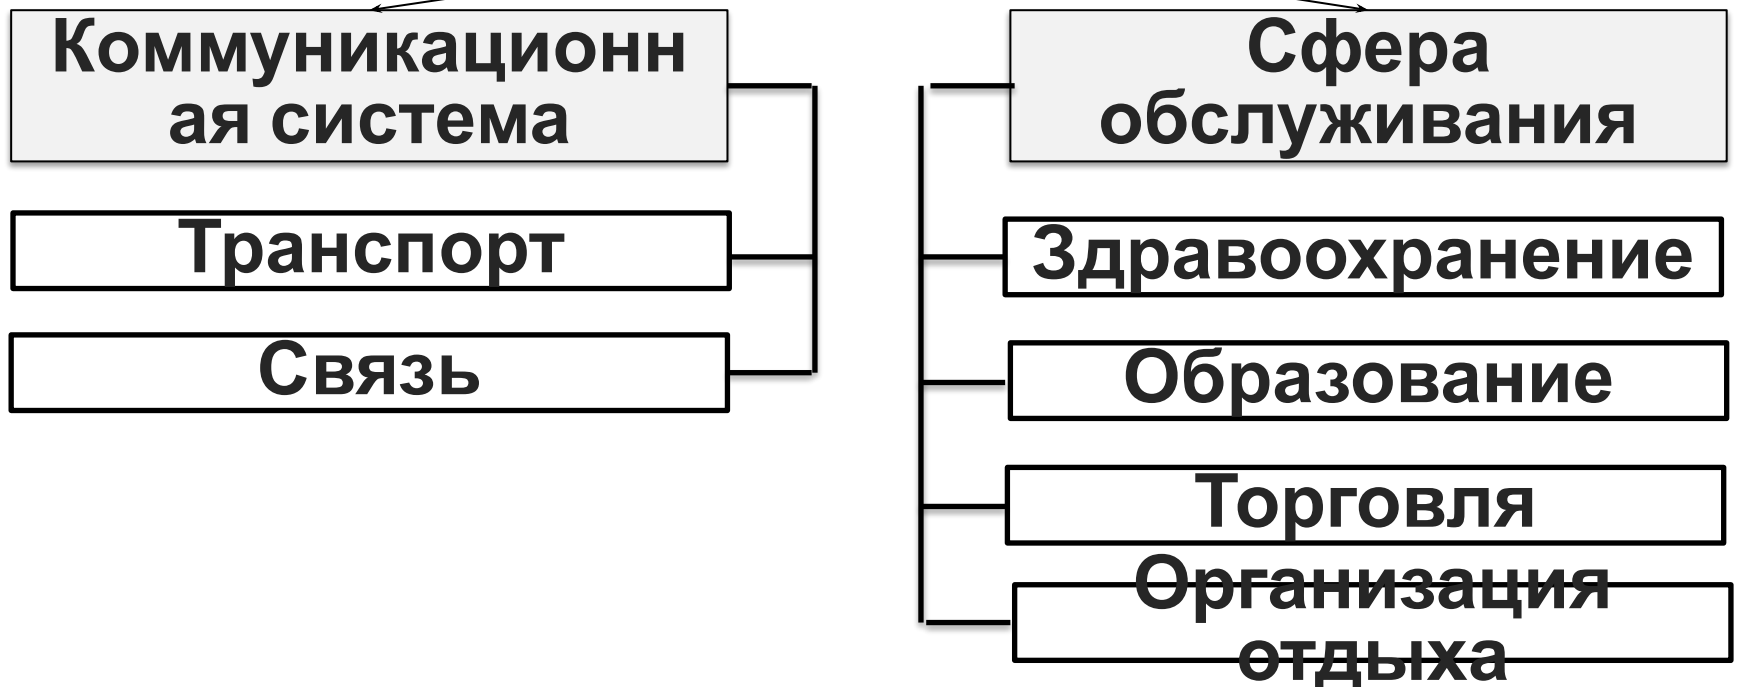 Коммуникационн
ая система
Транспорт
Связь
Сфера
обслуживания
Здравоохранение
Образование
Торговля
Организация
отдыха